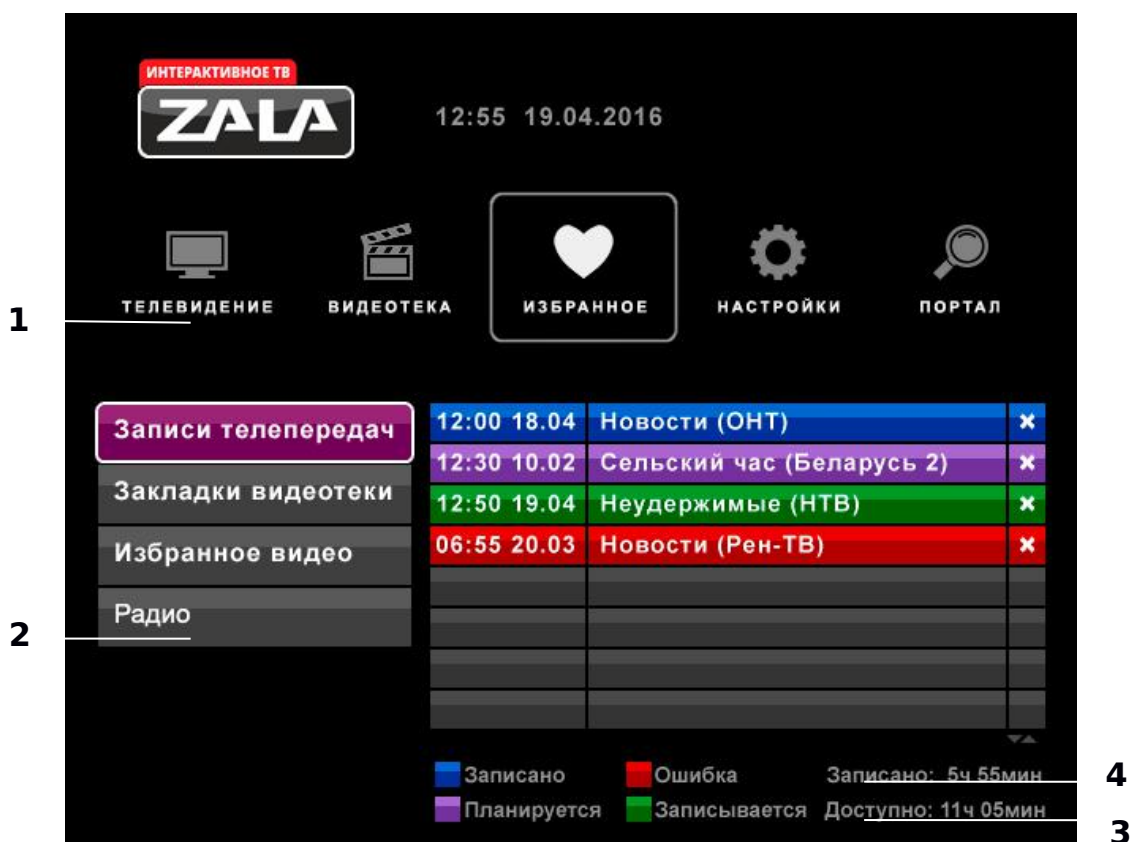 ИНТЕРАКТИВНОЕ ТВ
ZALA
12:55 19.04.2016
ТЕЛЕВИДЕНИЕ ВИДЕОТЕКА ИЗБРАННОЕ НАСТРОЙКИ ПОРТАЛ
1
Записи телепередач
Закладки видеотеки
Избранное видео
Радио
2
12:00 18.04 Новости (ОНТ) ×
12:30 10.02 Сельский час (Беларусь 2) ×
12:50 19.04 Неудержимые (НТВ) ×
06:55 20.03 Новости (Рен-ТВ) ×
Записано Ошибка Записано: 5ч 55мин
4
Планируется Записывается Доступно: 11ч 05мин
3